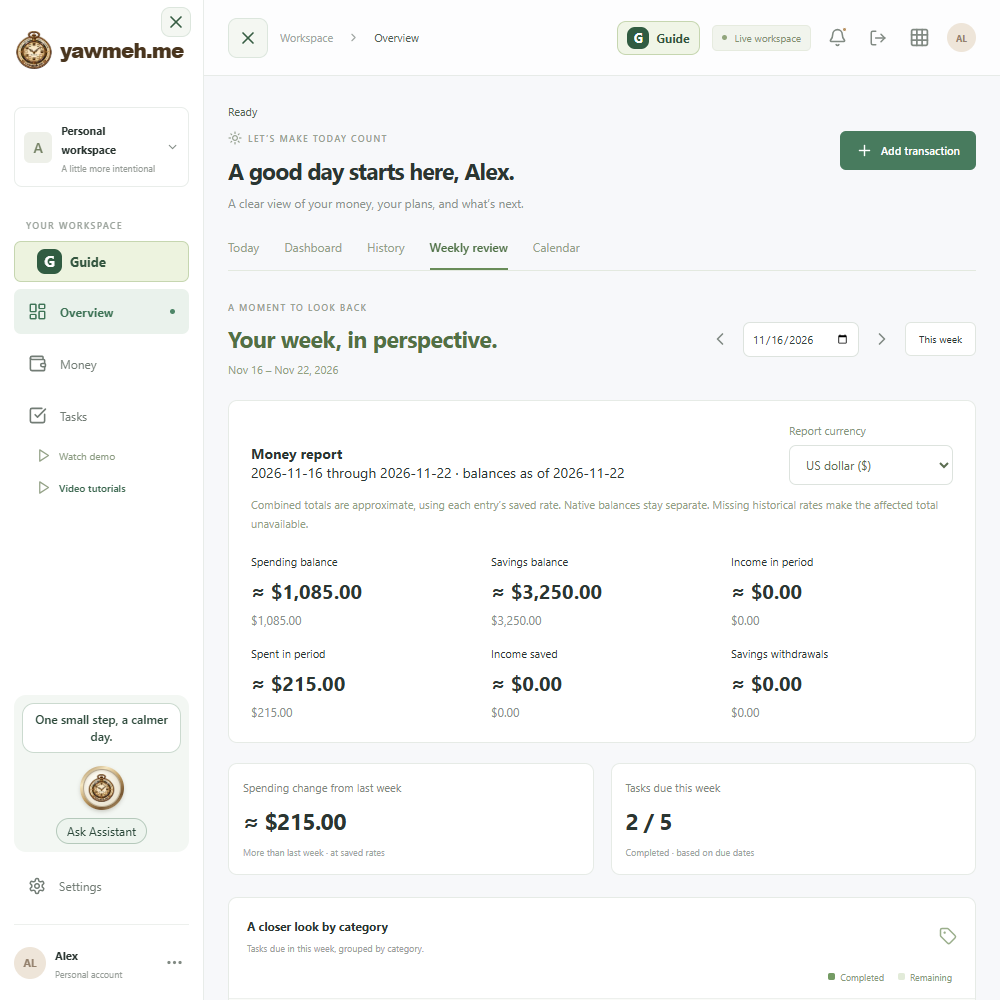 yawmeh.me
A
Personal workspace
A little more intentional
YOUR WORKSPACE
G Guide
Overview
Money
Tasks
Watch demo
Video tutorials
One small step, a calmer day.
Ask Assistant
Settings
AL
Alex
Personal account
Workspace > Overview
G Guide
Live workspace
AL
Ready
LET'S MAKE TODAY COUNT
A good day starts here, Alex.
A clear view of your money, your plans, and what's next.
Add transaction
Today Dashboard History Weekly review Calendar
A MOMENT TO LOOK BACK
Your week, in perspective.
Nov 16 – Nov 22, 2026
11/16/2026
This week
Money report
2026-11-16 through 2026-11-22 · balances as of 2026-11-22
Report currency
US dollar ($)
Combined totals are approximate, using each entry's saved rate. Native balances stay separate. Missing historical rates make the affected total
unavailable.
Spending balance Savings balance Income in period
≈ $1,085.00 ≈ $3,250.00 ≈ $0.00
$1,085.00 $3,250.00 $0.00
Spent in period Income saved Savings withdrawals
≈ $215.00 ≈ $0.00 ≈ $0.00
$215.00 $0.00 $0.00
Spending change from last week
≈ $215.00
More than last week · at saved rates
Tasks due this week
2 / 5
Completed · based on due dates
A closer look by category
Tasks due in this week, grouped by category.
Completed Remaining